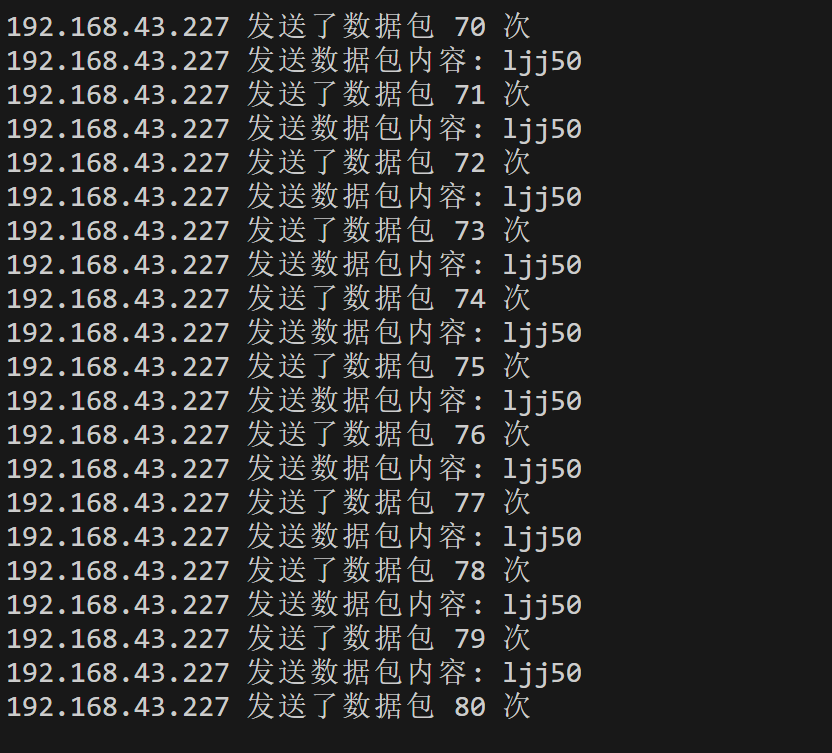 192.168.43.227 发送了数据包 70 次
192.168.43.227 发送数据包内容: ljj50
192.168.43.227 发送了数据包 71 次
192.168.43.227 发送数据包内容: ljj50
192.168.43.227 发送了数据包 72 次
192.168.43.227 发送数据包内容: ljj50
192.168.43.227 发送了数据包 73 次
192.168.43.227 发送数据包内容: ljj50
192.168.43.227 发送了数据包 74 次
192.168.43.227 发送数据包内容: ljj50
192.168.43.227 发送了数据包 75 次
192.168.43.227 发送数据包内容: ljj50
192.168.43.227 发送了数据包 76 次
192.168.43.227 发送数据包内容: ljj50
192.168.43.227 发送了数据包 77 次
192.168.43.227 发送数据包内容: ljj50
192.168.43.227 发送了数据包 78 次
192.168.43.227 发送数据包内容: ljj50
192.168.43.227 发送了数据包 79 次
192.168.43.227 发送数据包内容: ljj50
192.168.43.227 发送了数据包 80 次